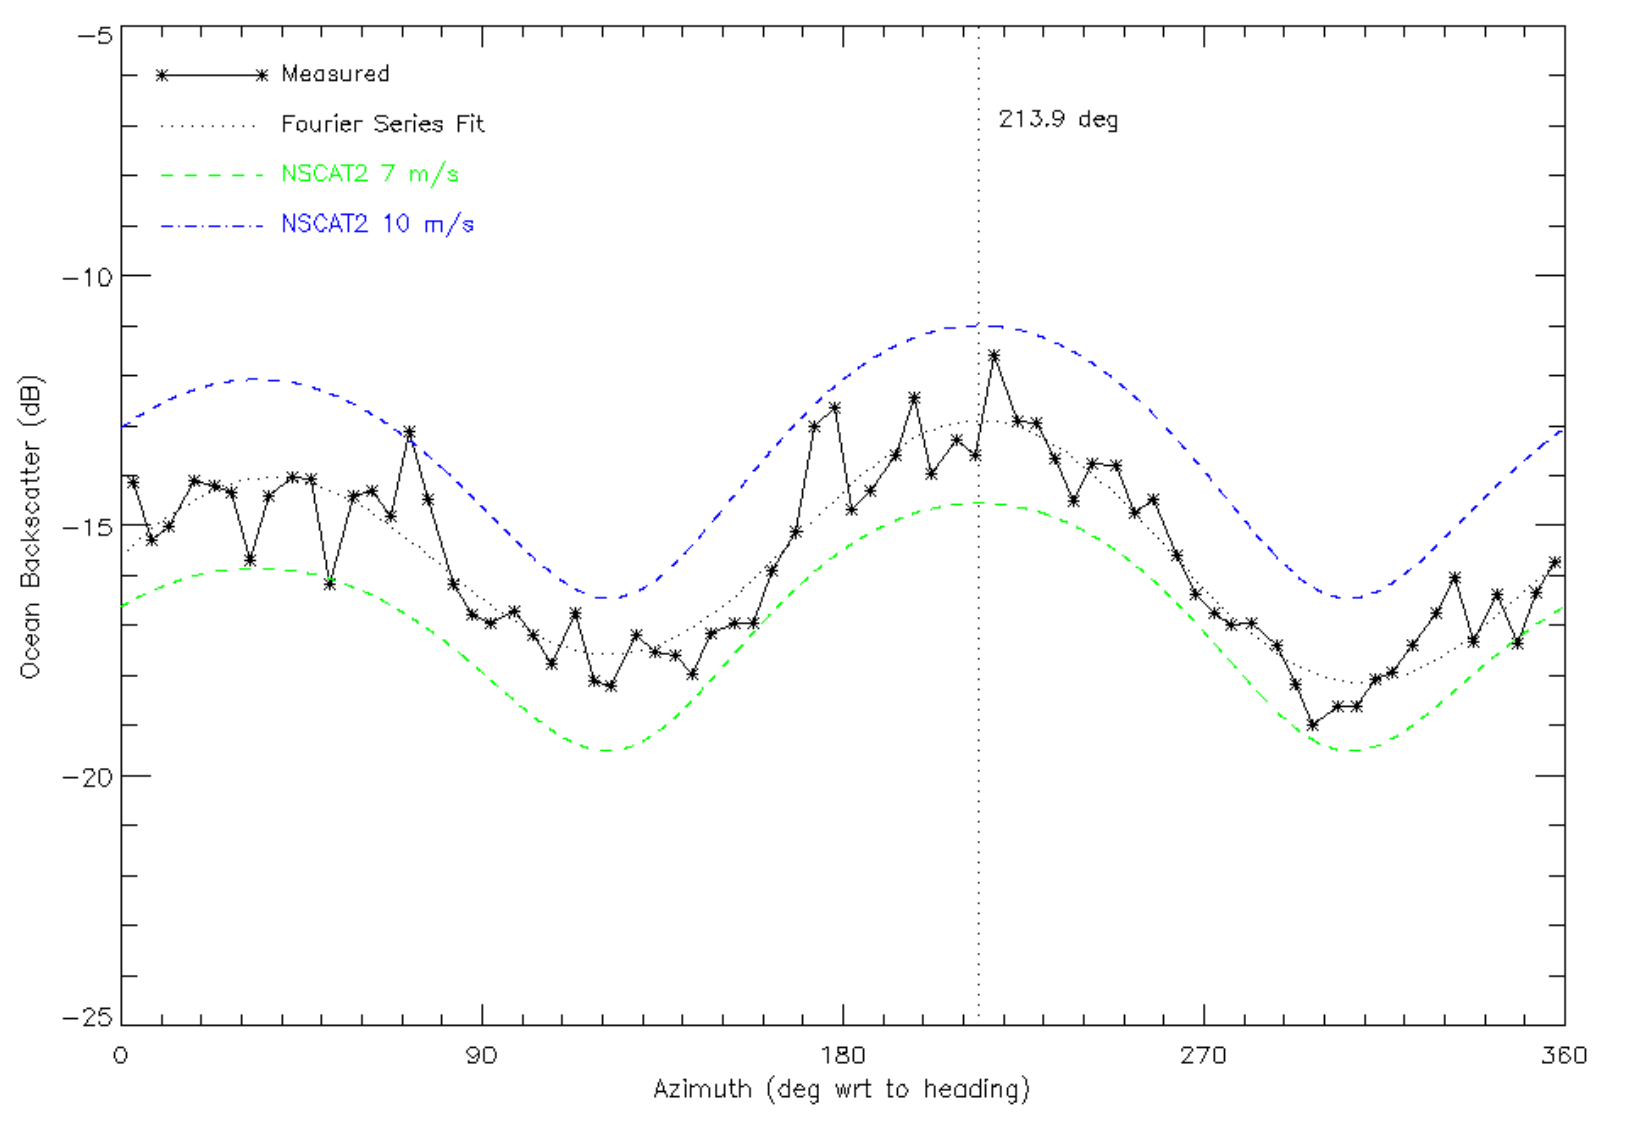 -5
Measured
Fourier Series Fit
213.9 deg
NSCAT2 7 m/s
NSCAT2 10 m/s
-10
-15
-20
-25
Ocean Backscatter (dB)
0 90 180 270 360
Azimuth (deg wrt to heading)